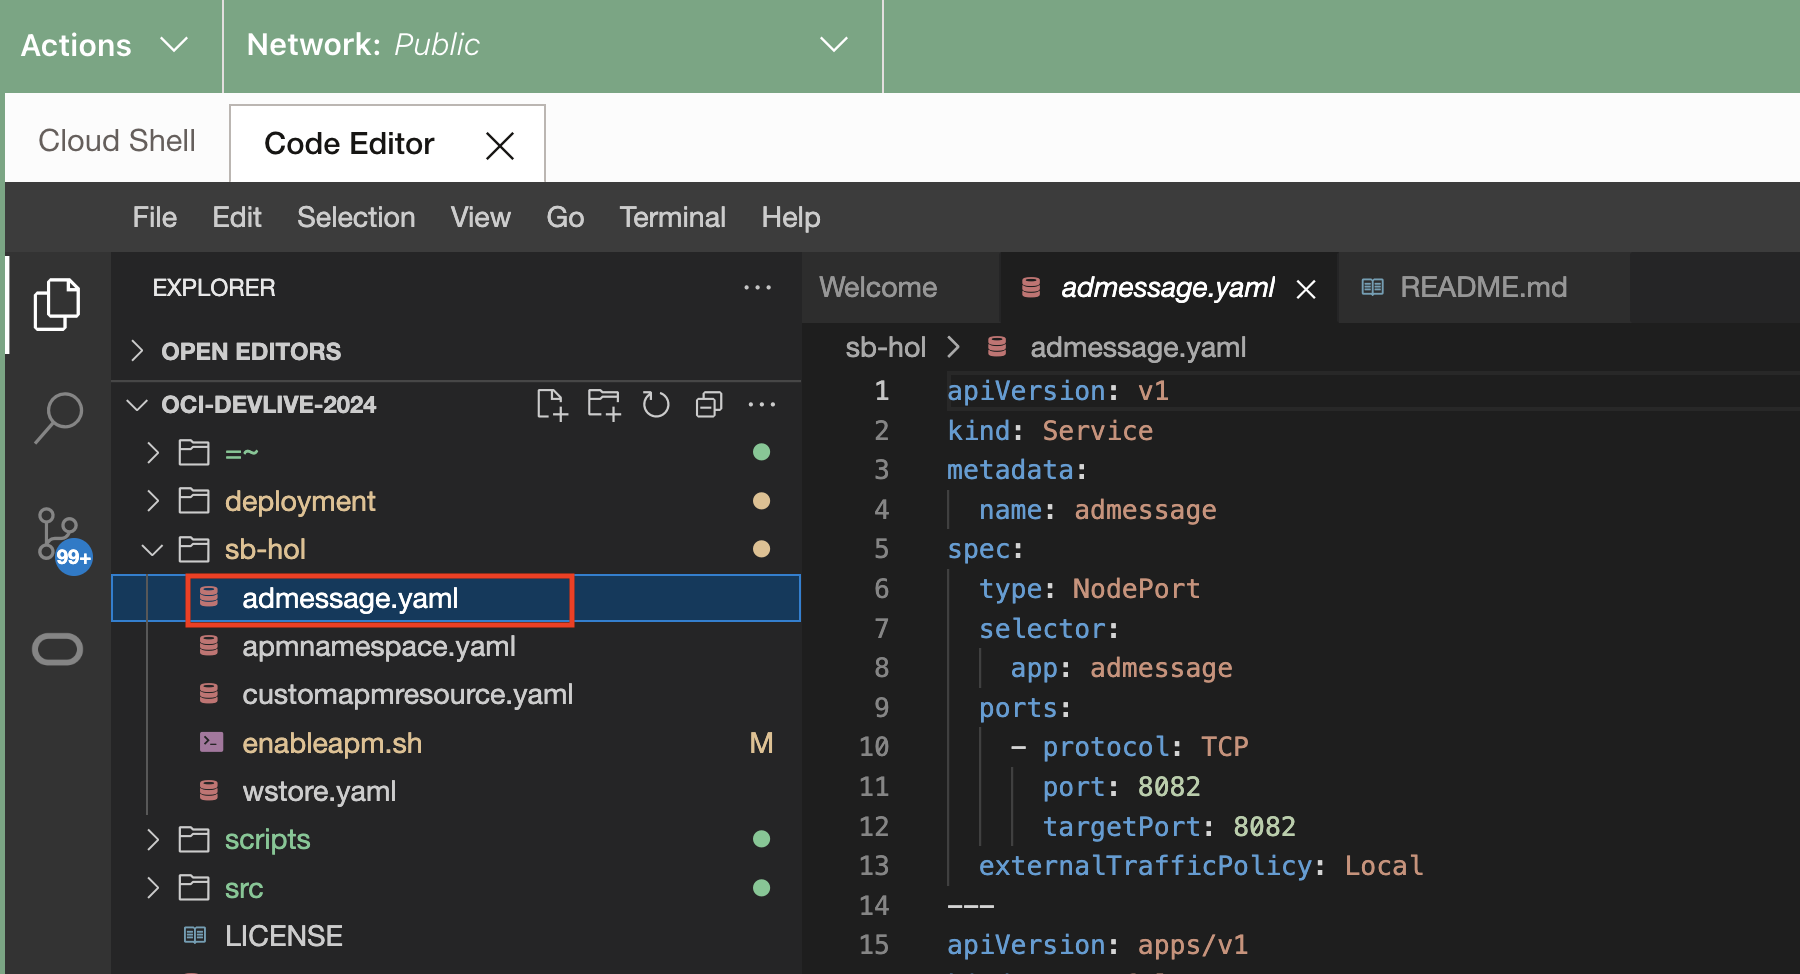 Actions
Network: Public
Cloud Shell
Code Editor
File Edit Selection View Go Terminal Help
EXPLORER
OPEN EDITORS
OCI-DEVLIVE-2024
=~
deployment
sb-hol
admessage.yaml
apmnamespace.yaml
customapmresource.yaml
enableapm.sh M
wstore.yaml
scripts
src
LICENSE
99+
Welcome admessage.yaml README.md
sb-hol > admessage.yaml
1 apiVersion: v1
2 kind: Service
3 metadata:
4   name: admessage
5 spec:
6   type: NodePort
7   selector:
8     app: admessage
9   ports:
10     - protocol: TCP
11       port: 8082
12       targetPort: 8082
13   externalTrafficPolicy: Local
14 ---
15 apiVersion: apps/v1